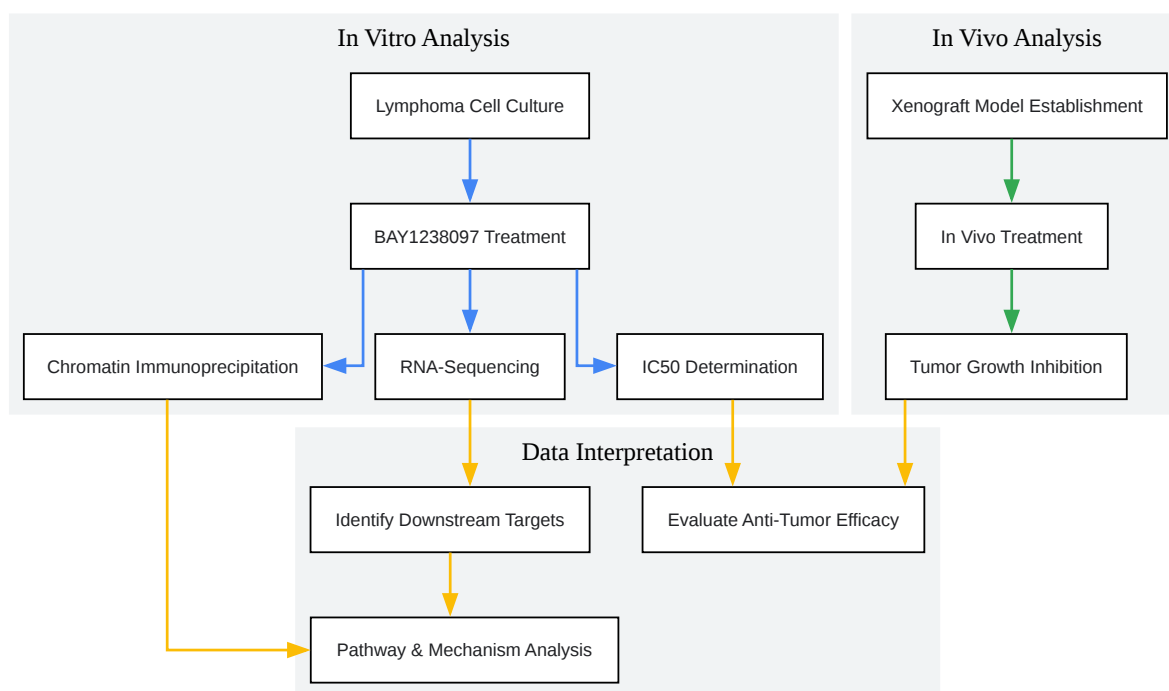 In Vitro Analysis
In Vivo Analysis
Lymphoma Cell Culture
Xenograft Model Establishment
BAY1238097 Treatment
In Vivo Treatment
Chromatin Immunoprecipitation
RNA-Sequencing
IC50 Determination
Tumor Growth Inhibition
Data Interpretation
Identify Downstream Targets
Evaluate Anti-Tumor Efficacy
Pathway & Mechanism Analysis